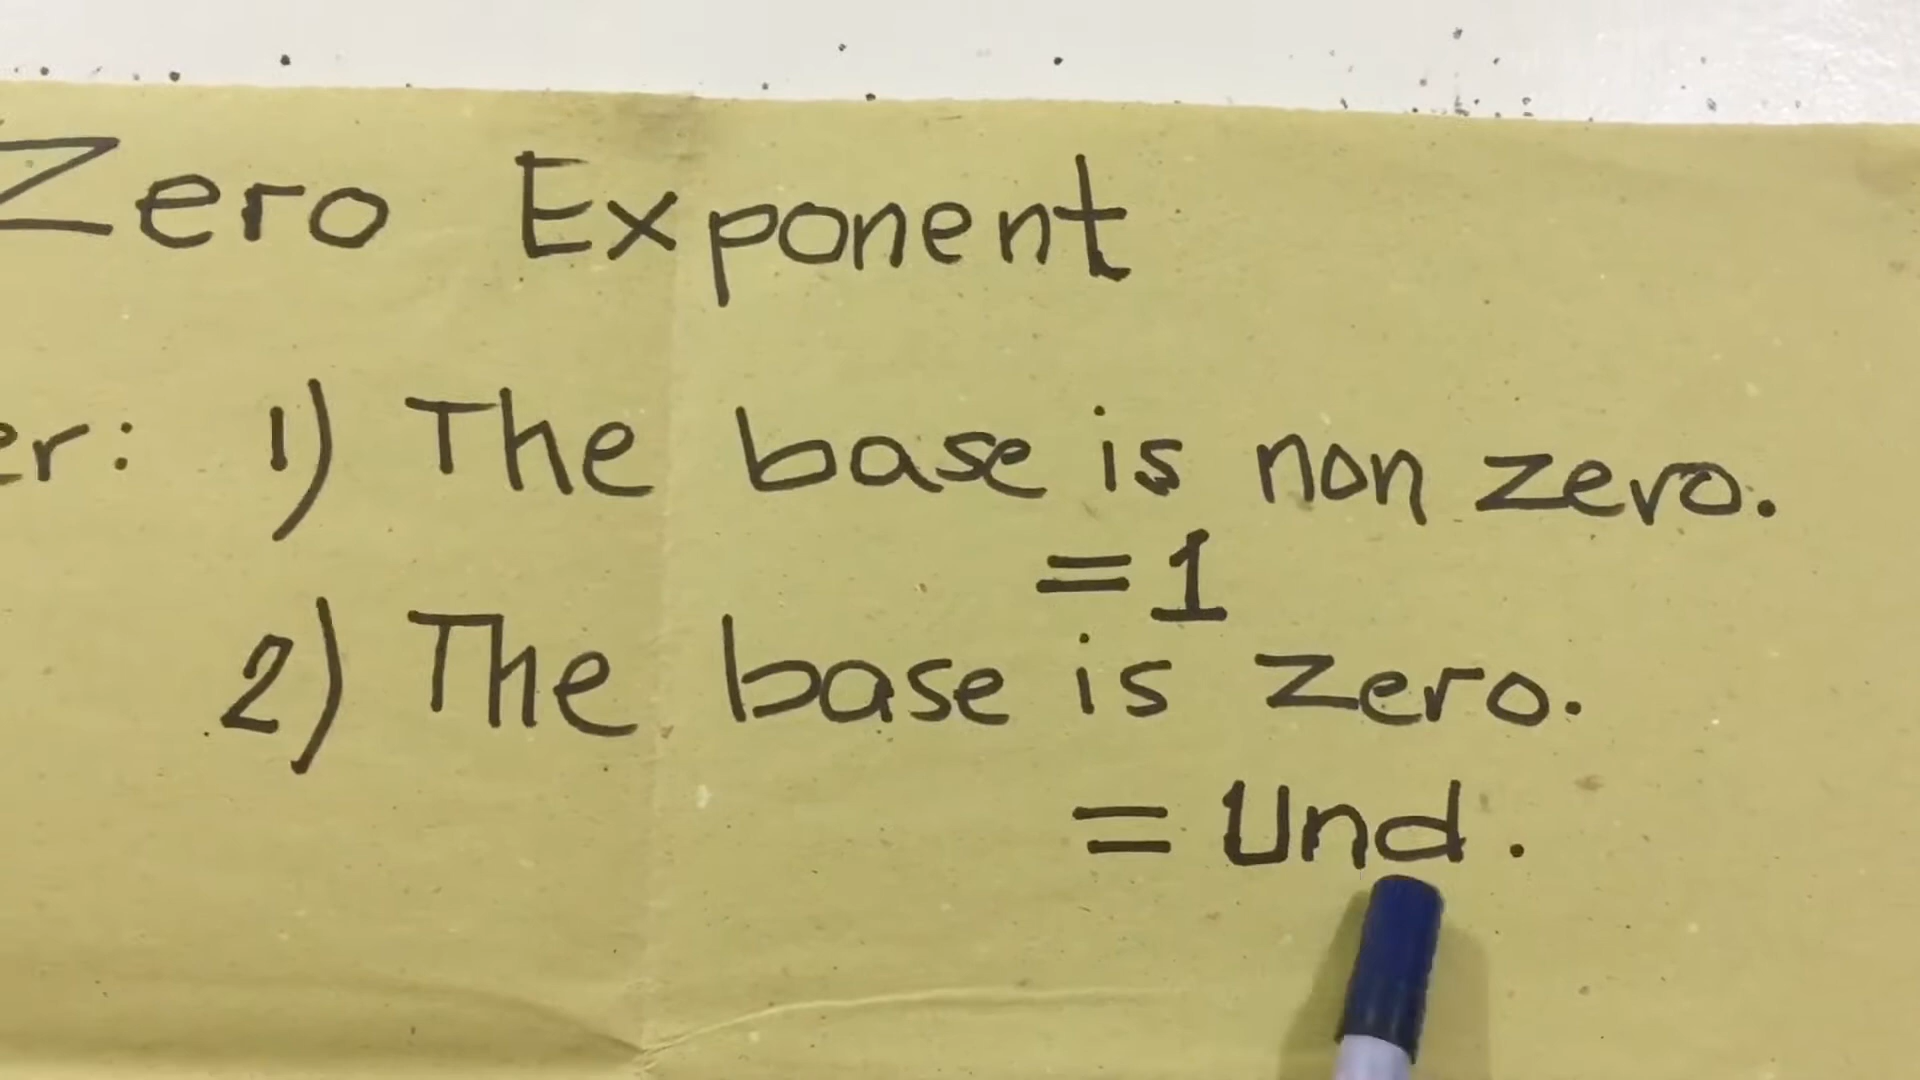 Zero Exponent
er: 1) The base is non zero.
= 1
2) The base is zero.
= Und.